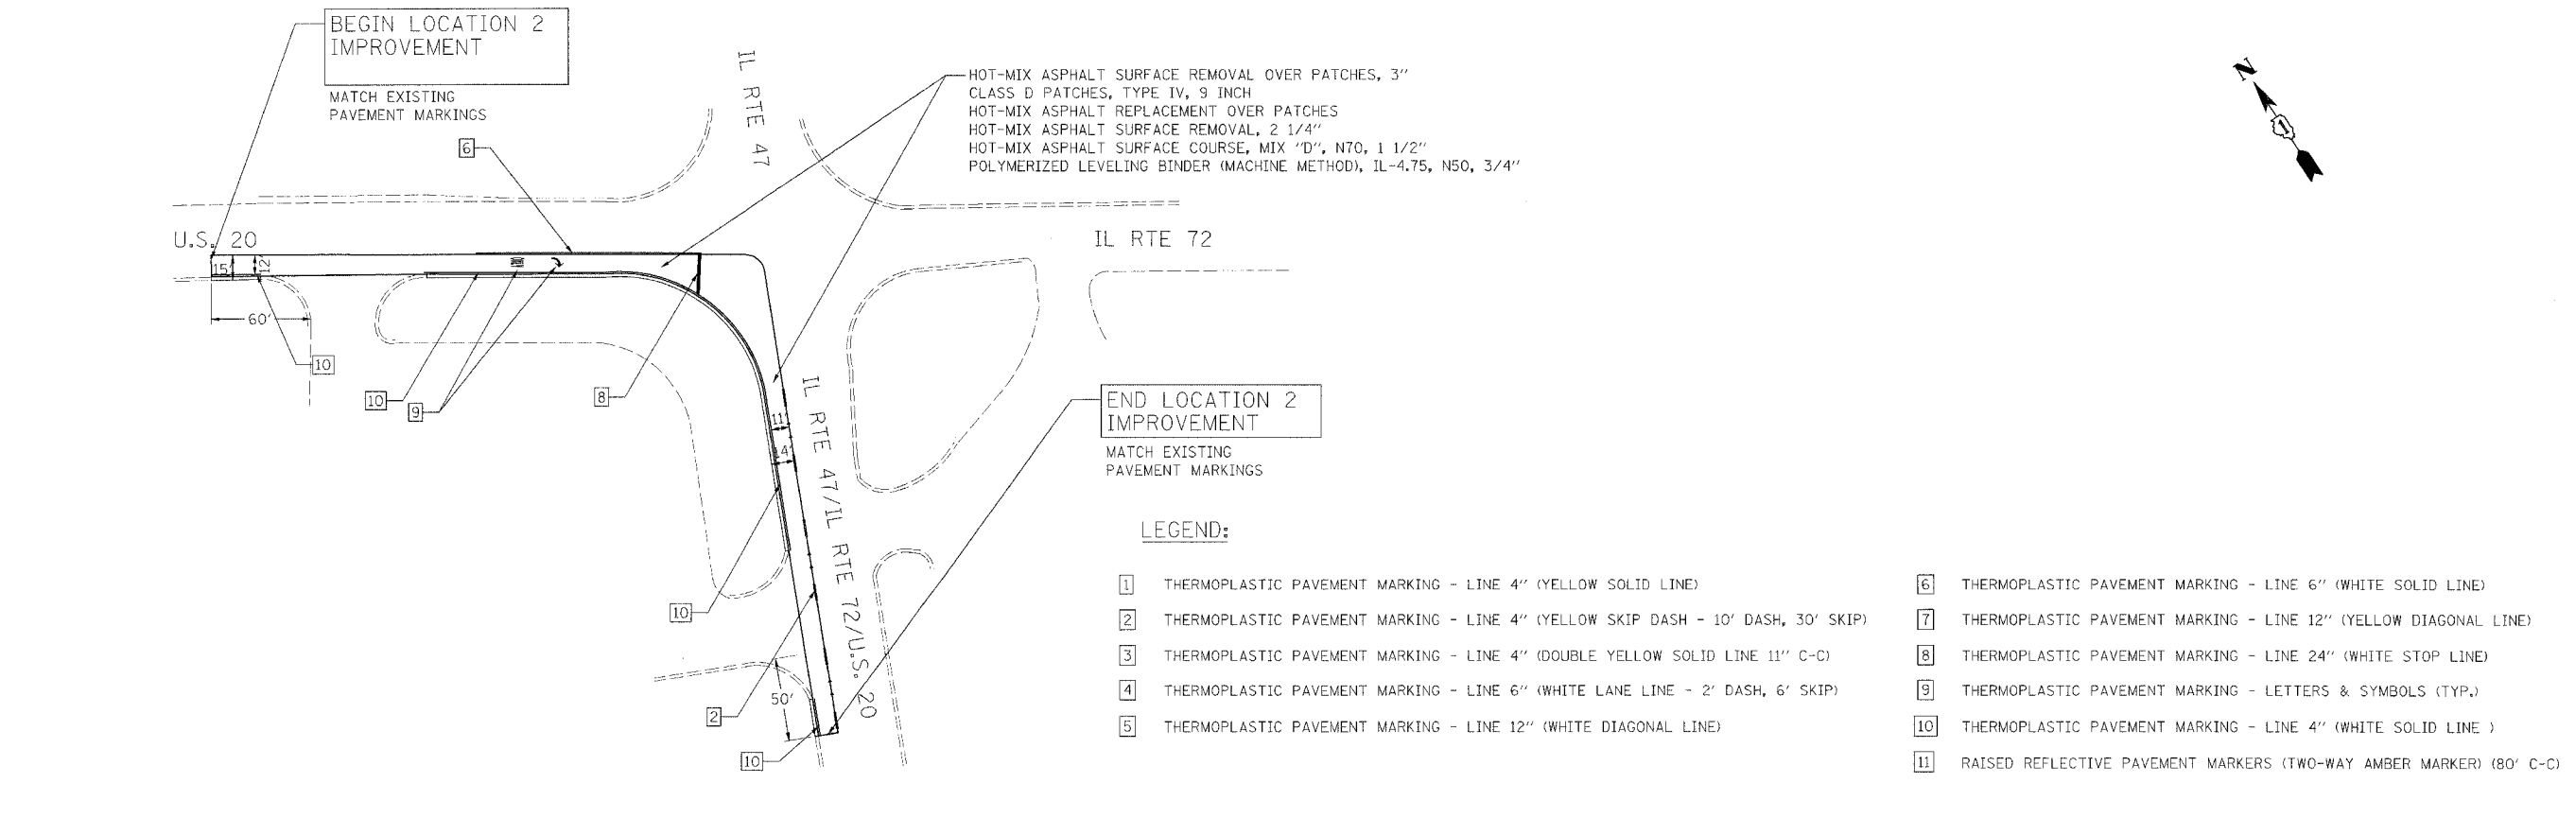 BEGIN LOCATION 2
IMPROVEMENT
MATCH EXISTING
PAVEMENT MARKINGS
6
IL RTE 47
HOT-MIX ASPHALT SURFACE REMOVAL OVER PATCHES, 3"
CLASS D PATCHES, TYPE IV, 9 INCH
HOT-MIX ASPHALT REPLACEMENT OVER PATCHES
HOT-MIX ASPHALT SURFACE REMOVAL, 2 1/4"
HOT-MIX ASPHALT SURFACE COURSE, MIX "D", N70, 1 1/2"
POLYMERIZED LEVELING BINDER (MACHINE METHOD), IL-4.75, N50, 3/4"
N
1
U.S. 20
IL RTE 72
15'
12'
60'
10
10
9
8
11'
14'
IL RTE 47/IL RTE 72/U.S. 20
END LOCATION 2
IMPROVEMENT
MATCH EXISTING
PAVEMENT MARKINGS
10
50'
2
10
LEGEND:
1 THERMOPLASTIC PAVEMENT MARKING - LINE 4" (YELLOW SOLID LINE)
2 THERMOPLASTIC PAVEMENT MARKING - LINE 4" (YELLOW SKIP DASH - 10' DASH, 30' SKIP)
3 THERMOPLASTIC PAVEMENT MARKING - LINE 4" (DOUBLE YELLOW SOLID LINE 11" C-C)
4 THERMOPLASTIC PAVEMENT MARKING - LINE 6" (WHITE LANE LINE - 2' DASH, 6' SKIP)
5 THERMOPLASTIC PAVEMENT MARKING - LINE 12" (WHITE DIAGONAL LINE)
6 THERMOPLASTIC PAVEMENT MARKING - LINE 6" (WHITE SOLID LINE)
7 THERMOPLASTIC PAVEMENT MARKING - LINE 12" (YELLOW DIAGONAL LINE)
8 THERMOPLASTIC PAVEMENT MARKING - LINE 24" (WHITE STOP LINE)
9 THERMOPLASTIC PAVEMENT MARKING - LETTERS & SYMBOLS (TYP.)
10 THERMOPLASTIC PAVEMENT MARKING - LINE 4" (WHITE SOLID LINE )
11 RAISED REFLECTIVE PAVEMENT MARKERS (TWO-WAY AMBER MARKER) (80' C-C)